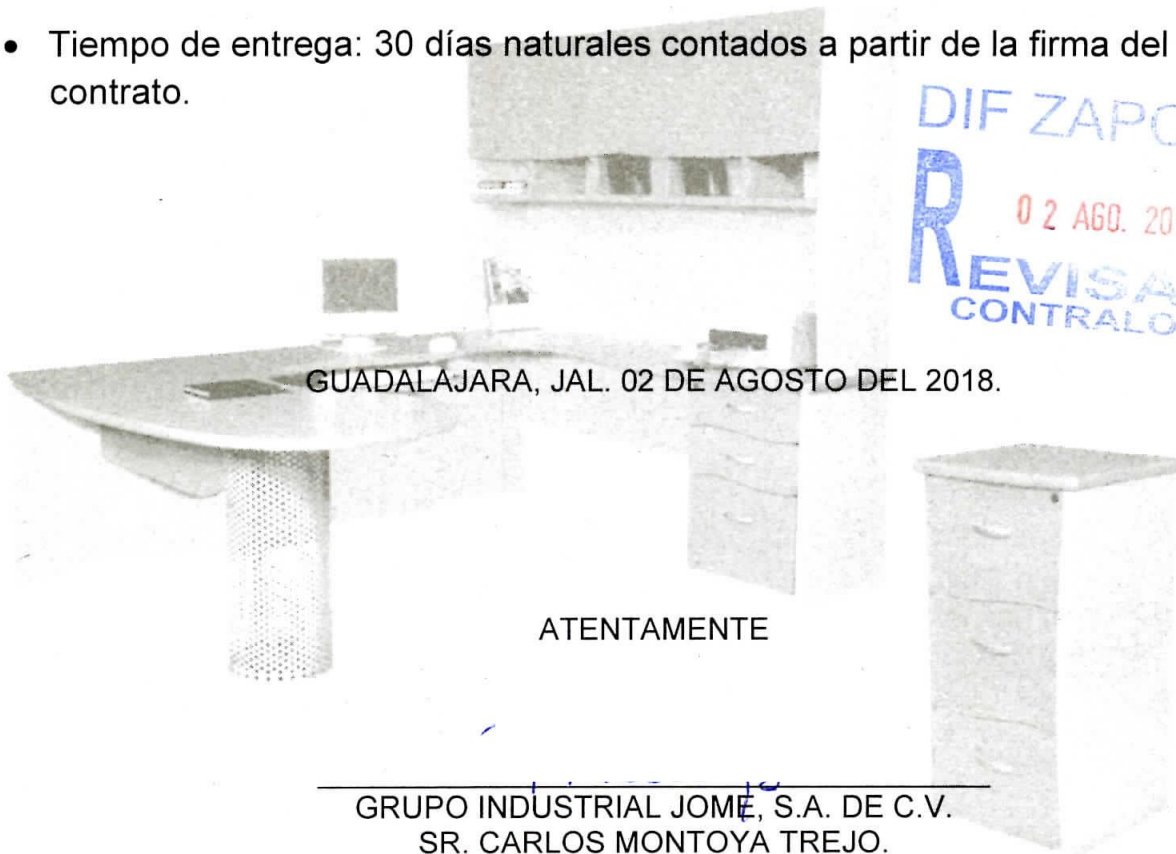 • Tiempo de entrega: 30 días naturales contados a partir de la firma del
contrato.
DIF ZAPO
02 AGO. 20
REVISA
CONTRALO
GUADALAJARA, JAL. 02 DE AGOSTO DEL 2018.
ATENTAMENTE
GRUPO INDUSTRIAL JOME, S.A. DE C.V.
SR. CARLOS MONTOYA TREJO.